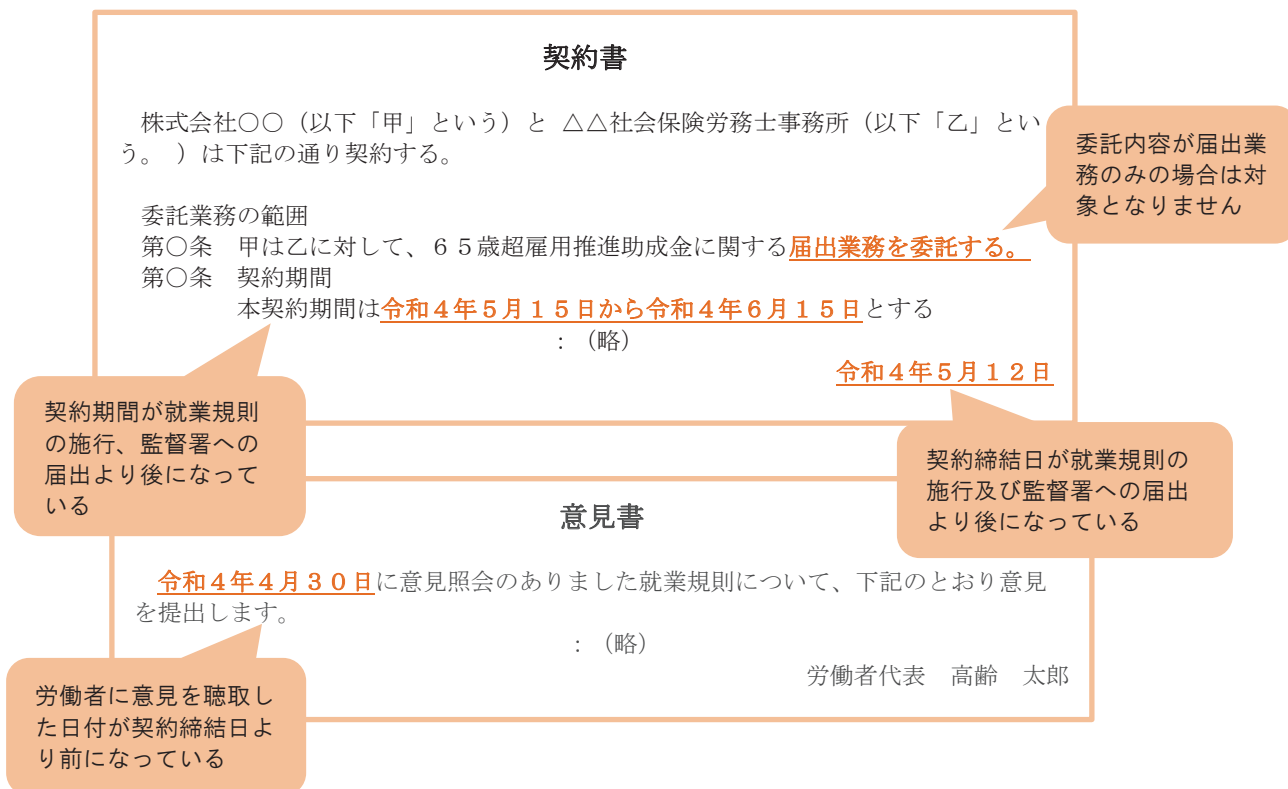 契約書
株式会社〇〇（以下「甲」という）と △△社会保険労務士事務所（以下「乙」とい
う。 ）は下記の通り契約する。
委託内容が届出業
務のみの場合は対
象となりません
委託業務の範囲
第〇条　甲は乙に対して、６５歳超雇用推進助成金に関する届出業務を委託する。
第〇条　契約期間
本契約期間は令和４年５月１５日から令和４年６月１５日とする
：（略）
令和４年５月１２日
契約期間が就業規則
の施行、監督署への
届出より後になって
いる
契約締結日が就業規則の
施行及び監督署への届出
より後になっている
意見書
令和４年４月３０日に意見照会のありました就業規則について、下記のとおり意見
を提出します。
：（略）
労働者代表　高齢　太郎
労働者に意見を聴取し
た日付が契約締結日よ
り前になっている